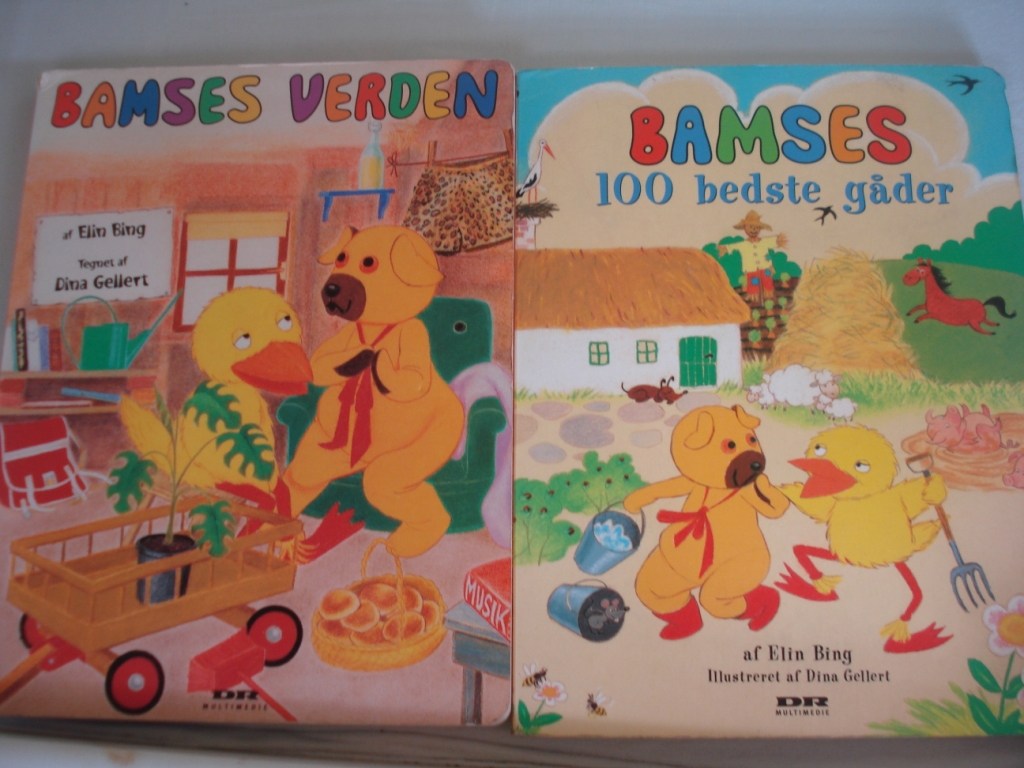 BAMSES VERDEN
af Elin Bing
Tegnet af
Dina Gellert
MUSIK
DR
MULTIMEDIE
BAMSES
100 bedste gåder
af Elin Bing
Illustreret af Dina Gellert
DR
MULTIMEDIE